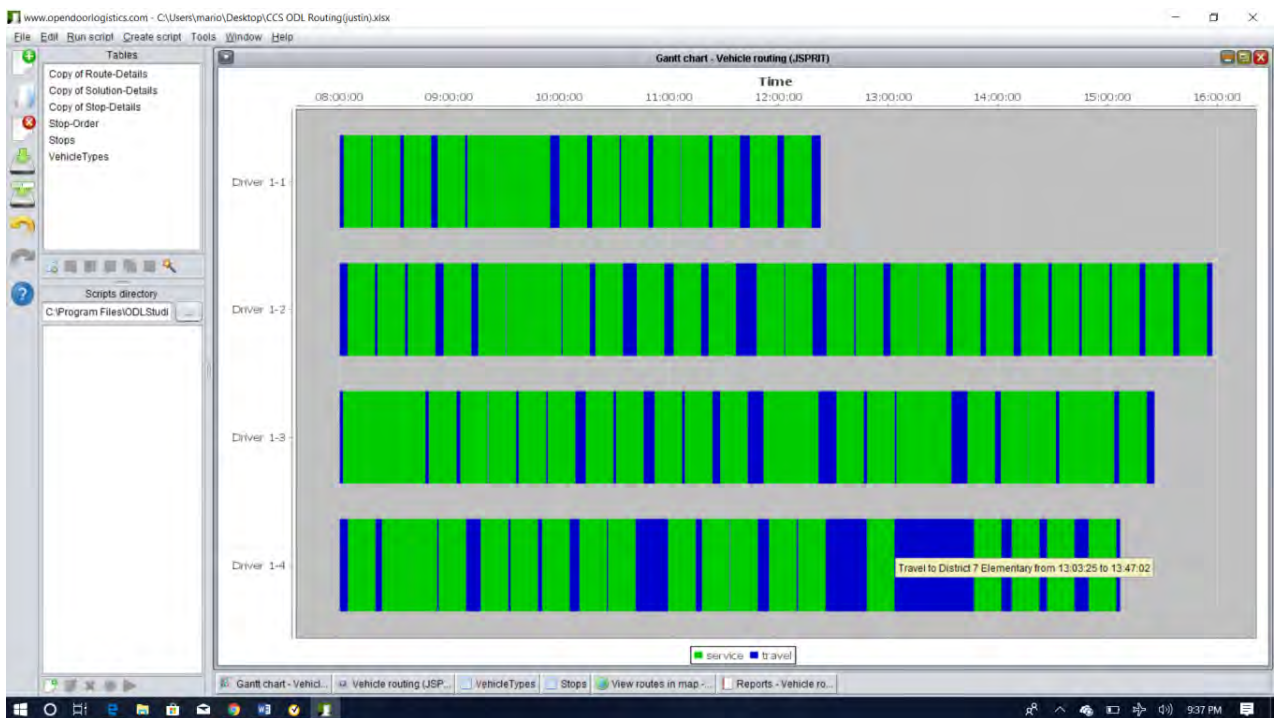 www.opendoorlogistics.com - C:\Users\mario\Desktop\CCS ODL Routing(justin).xlsx
File Edit Run script Create script Tools Window Help
Tables
Copy of Route-Details
Copy of Solution-Details
Copy of Stop-Details
Stop-Order
Stops
VehicleTypes
Scripts directory
C:\Program Files\ODLStudi ...
Gantt chart - Vehicle routing (JSPRIT)
Time
08:00:00 09:00:00 10:00:00 11:00:00 12:00:00 13:00:00 14:00:00 15:00:00 16:00:00
Driver 1-1
Driver 1-2
Driver 1-3
Driver 1-4
Travel to District 7 Elementary from 13:03:25 to 13:47:02
service travel
Gantt chart - Vehicl... Vehicle routing (JSP... VehicleTypes Stops View routes in map -... Reports - Vehicle ro...
9:37 PM